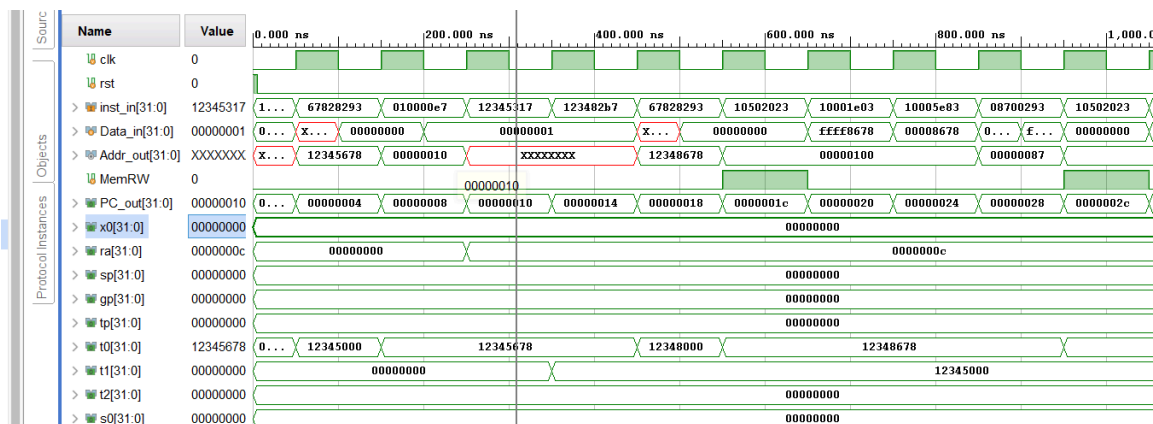 Sourc
Objects
Protocol Instances
Name Value 0.000 ns 200.000 ns 400.000 ns 600.000 ns 800.000 ns 1,000.0
clk 0
rst 0
inst_in[31:0] 12345317 1... 67828293 010000e7 12345317 123482b7 67828293 10502023 10001e03 10005e83 08700293 10502023
Data_in[31:0] 00000001 0... X... 00000000 00000001 X... 00000000 ffff8678 00008678 0... f... 00000000
Addr_out[31:0] XXXXXXXX X... 12345678 00000010 XXXXXXXX 12348678 00000100 00000087
MemRW 0
00000010
PC_out[31:0] 00000010 0... 00000004 00000008 00000010 00000014 00000018 0000001c 00000020 00000024 00000028 0000002c
x0[31:0] 00000000 00000000
ra[31:0] 0000000c 00000000 0000000c
sp[31:0] 00000000 00000000
gp[31:0] 00000000 00000000
tp[31:0] 00000000 00000000
t0[31:0] 12345678 0... 12345000 12345678 12348000 12348678
t1[31:0] 00000000 00000000 12345000
t2[31:0] 00000000 00000000
s0[31:0] 00000000 00000000